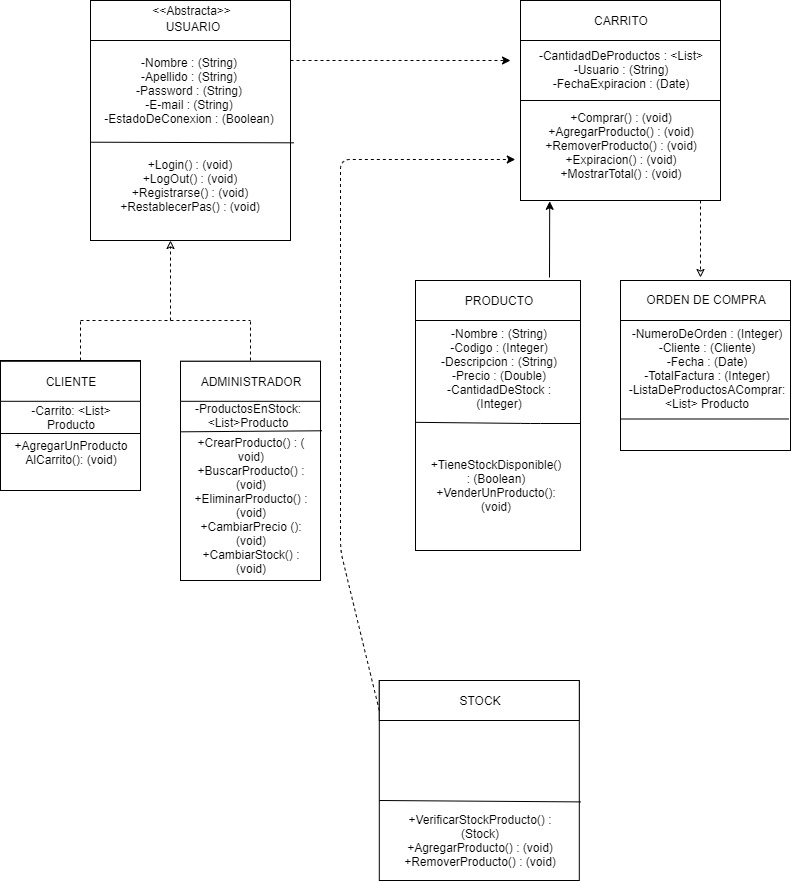 <<Abstracta>>
USUARIO
-Nombre : (String)
-Apellido : (String)
-Password : (String)
-E-mail : (String)
-EstadoDeConexion : (Boolean)
+Login() : (void)
+LogOut() : (void)
+Registrarse() : (void)
+RestablecerPas() : (void)
CARRITO
-CantidadDeProductos : <List>
-Usuario : (String)
-FechaExpiracion : (Date)
+Comprar() : (void)
+AgregarProducto() : (void)
+RemoverProducto() : (void)
+Expiracion() : (void)
+MostrarTotal() : (void)
CLIENTE
-Carrito: <List>
Producto
+AgregarUnProducto
AlCarrito(): (void)
ADMINISTRADOR
-ProductosEnStock:
<List>Producto
+CrearProducto() : (
void)
+BuscarProducto() :
(void)
+EliminarProducto() :
(void)
+CambiarPrecio ():
(void)
+CambiarStock() :
(void)
PRODUCTO
-Nombre : (String)
-Codigo : (Integer)
-Descripcion : (String)
-Precio : (Double)
-CantidadDeStock :
(Integer)
+TieneStockDisponible()
: (Boolean)
+VenderUnProducto():
(void)
ORDEN DE COMPRA
-NumeroDeOrden : (Integer)
-Cliente : (Cliente)
-Fecha : (Date)
-TotalFactura : (Integer)
-ListaDeProductosAComprar:
<List> Producto
STOCK
+VerificarStockProducto() :
(Stock)
+AgregarProducto() : (void)
+RemoverProducto() : (void)